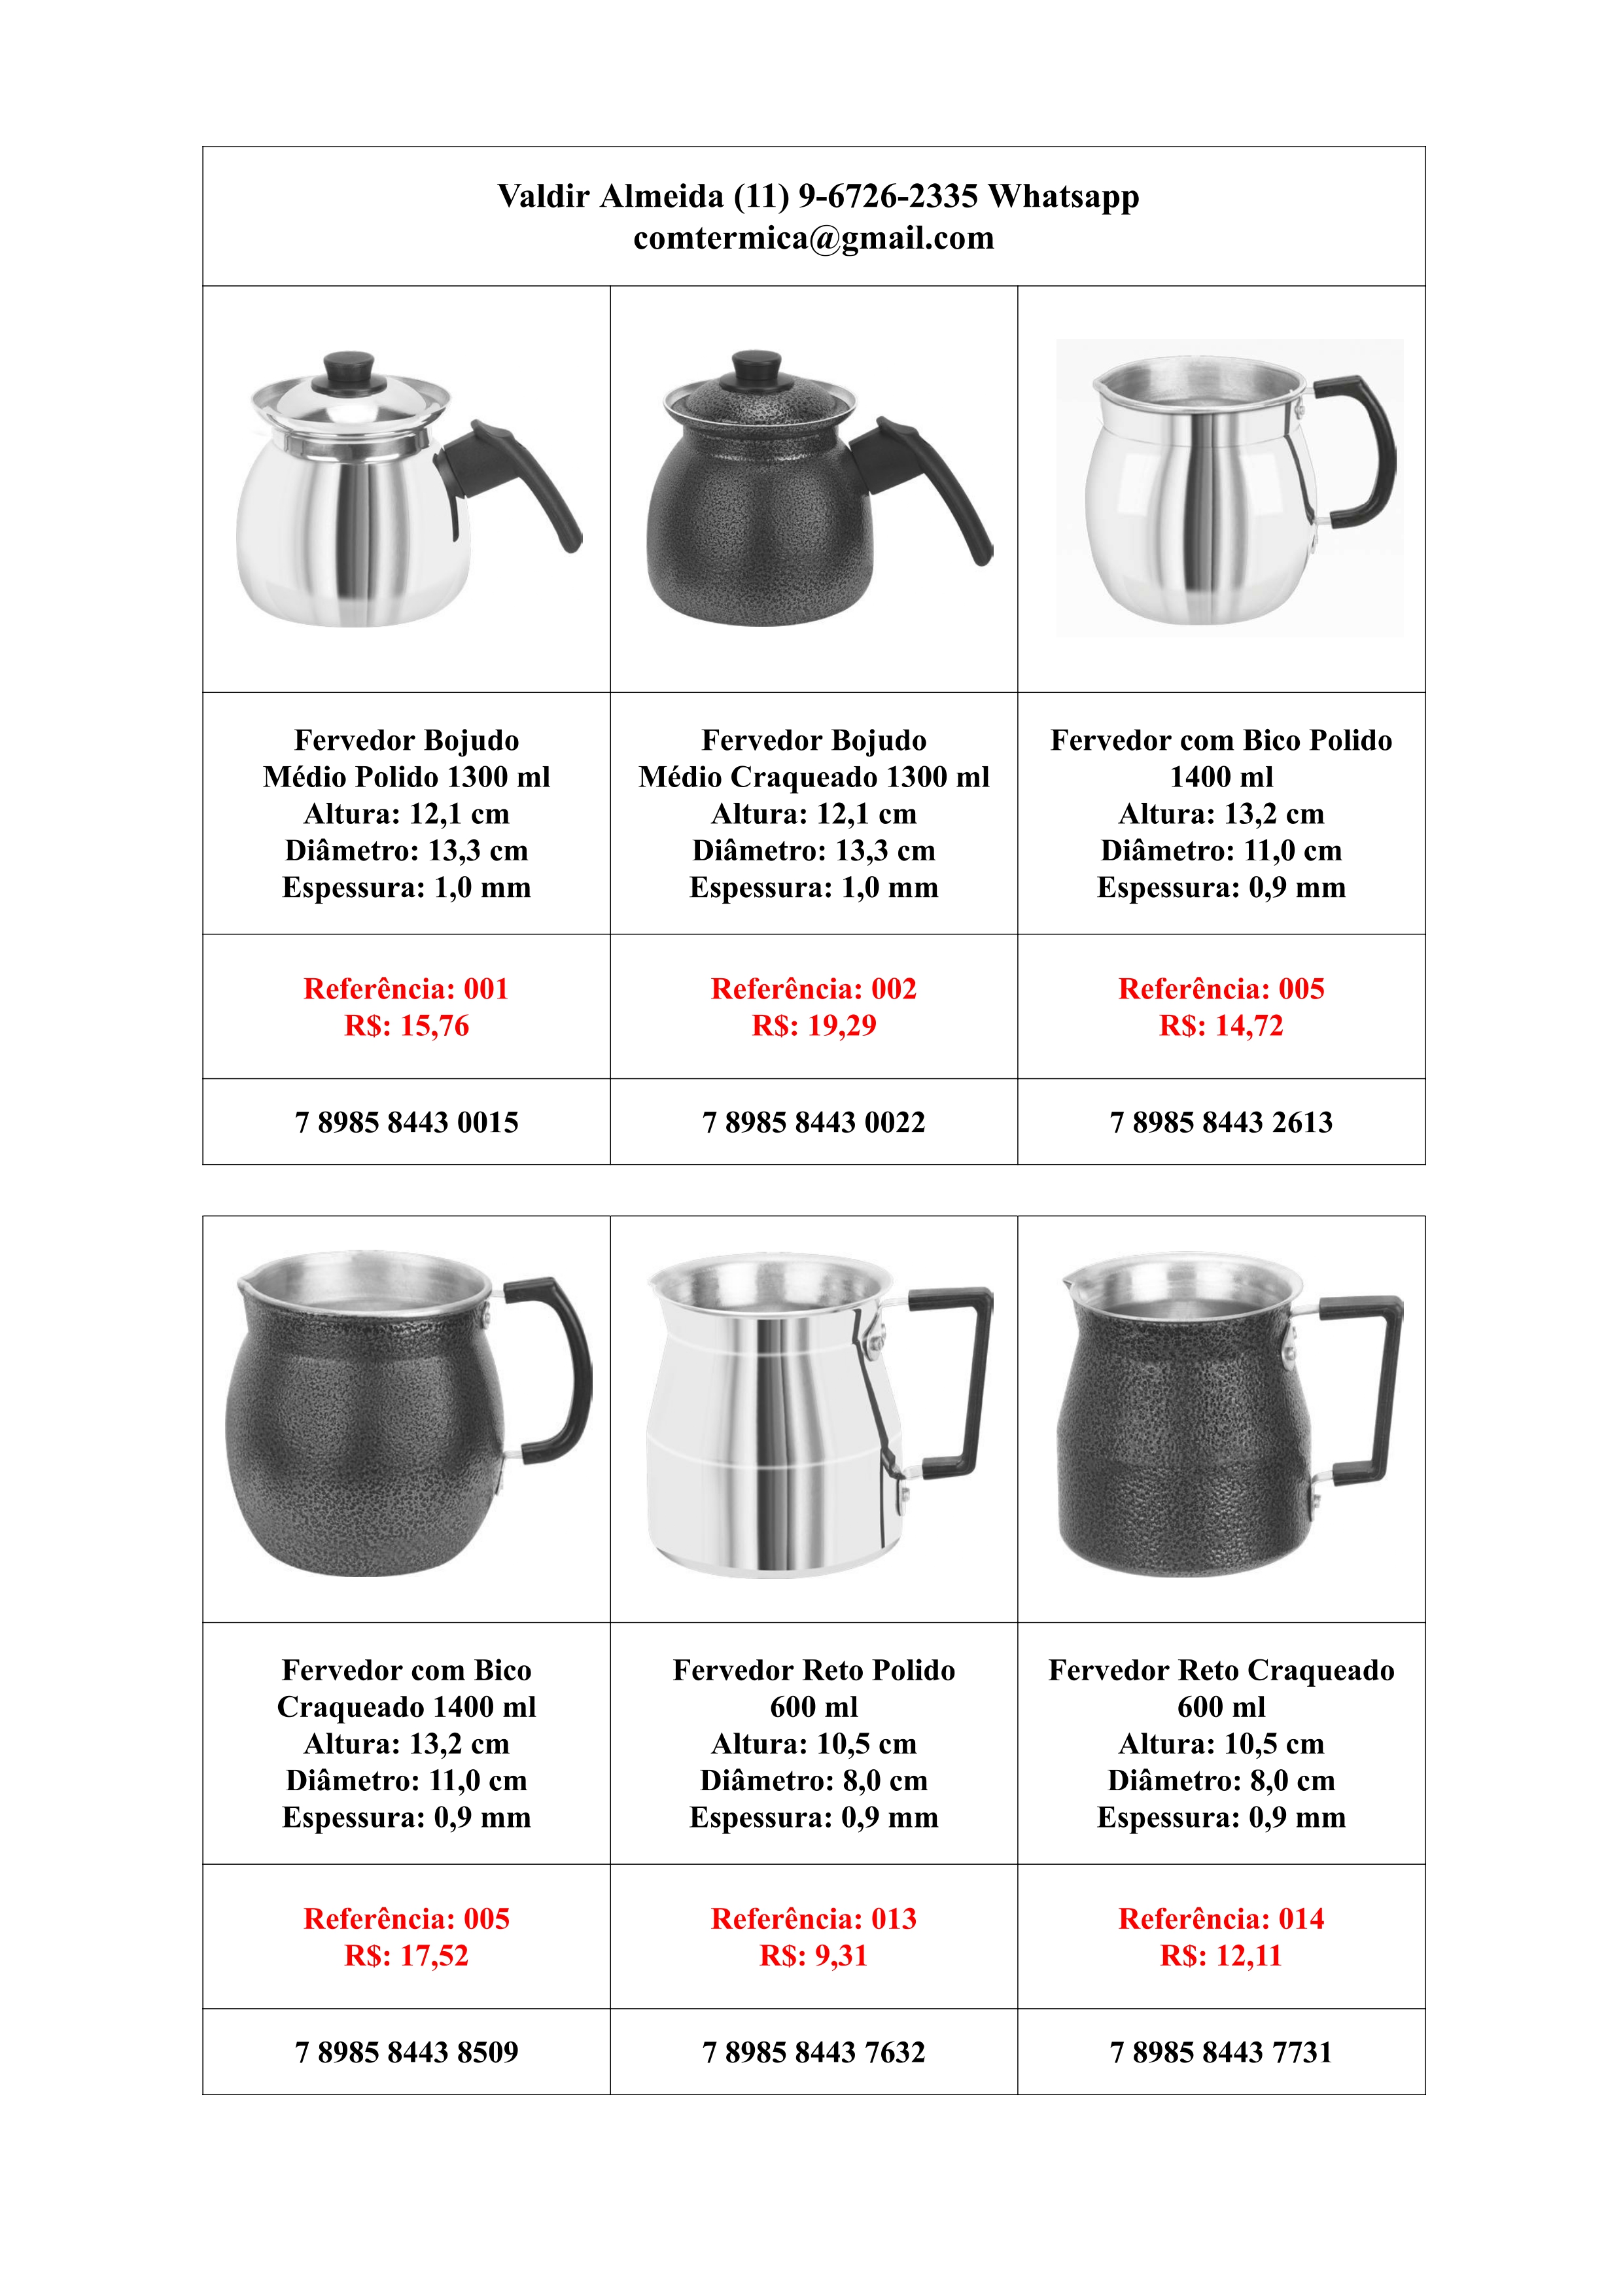 Valdir Almeida (11) 9-6726-2335 Whatsapp
comtermica@gmail.com
Fervedor Bojudo
Médio Polido 1300 ml
Altura: 12,1 cm
Diâmetro: 13,3 cm
Espessura: 1,0 mm
Fervedor Bojudo
Médio Craqueado 1300 ml
Altura: 12,1 cm
Diâmetro: 13,3 cm
Espessura: 1,0 mm
Fervedor com Bico Polido
1400 ml
Altura: 13,2 cm
Diâmetro: 11,0 cm
Espessura: 0,9 mm
Referência: 001
R$: 15,76
Referência: 002
R$: 19,29
Referência: 005
R$: 14,72
7 8985 8443 0015
7 8985 8443 0022
7 8985 8443 2613
Fervedor com Bico
Craqueado 1400 ml
Altura: 13,2 cm
Diâmetro: 11,0 cm
Espessura: 0,9 mm
Fervedor Reto Polido
600 ml
Altura: 10,5 cm
Diâmetro: 8,0 cm
Espessura: 0,9 mm
Fervedor Reto Craqueado
600 ml
Altura: 10,5 cm
Diâmetro: 8,0 cm
Espessura: 0,9 mm
Referência: 005
R$: 17,52
Referência: 013
R$: 9,31
Referência: 014
R$: 12,11
7 8985 8443 8509
7 8985 8443 7632
7 8985 8443 7731